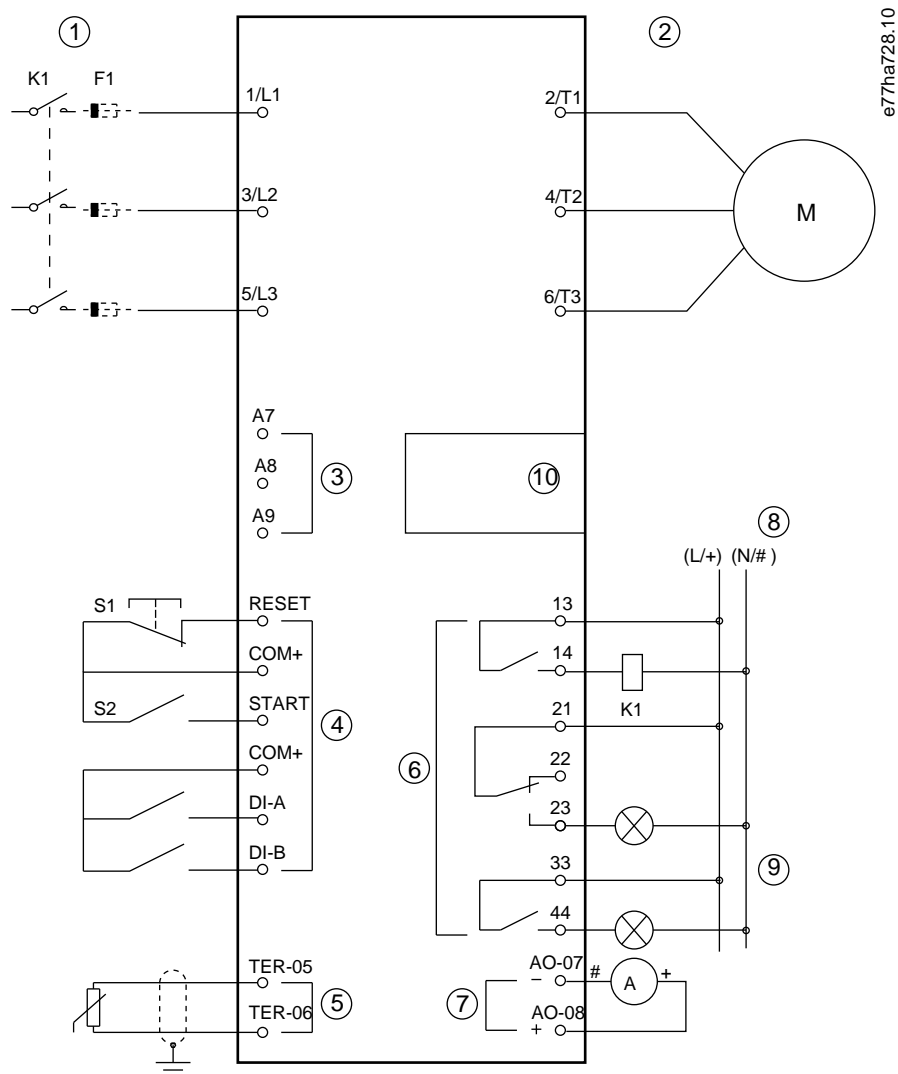 1
2
e77ha728.10
K1 F1
1/L1
2/T1
3/L2
4/T2
M
5/L3
6/T3
A7
A8
3
10
A9
8
(L/+) (N/# )
S1
RESET
13
COM+
14
S2
START
K1
21
4
COM+
22
6
DI-A
23
DI-B
33
9
44
TER-05
AO-07
# A +
−
5
7
TER-06
AO-08
+